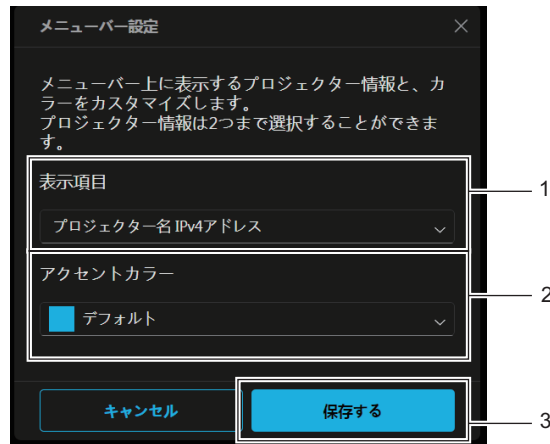 メニューバー設定
メニューバー上に表示するプロジェクター情報と、カ
ラーをカスタマイズします。
プロジェクター情報は2つまで選択することができま
す。
表示項目
1
プロジェクター名 IPv4アドレス
アクセントカラー
2
デフォルト
キャンセル
保存する
3